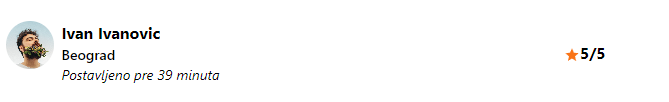 Ivan Ivanovic
Beograd
5/5
Postavljeno pre 39 minuta